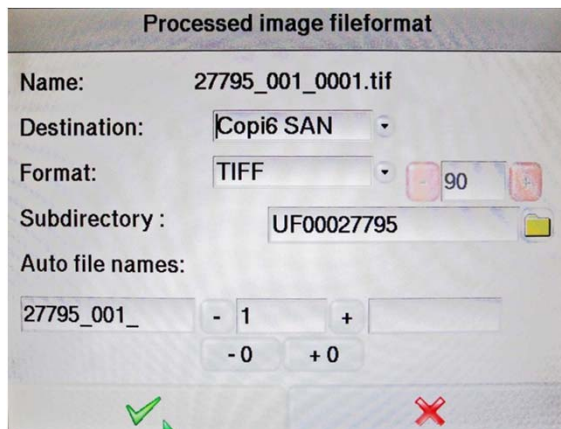 Processed image fileformat
Name: 27795_001_0001.tif
Destination: Copi6 SAN
Format: TIFF - 90 +
Subdirectory : UF00027795
Auto file names:
27795_001_ - 1 +
- 0 + 0